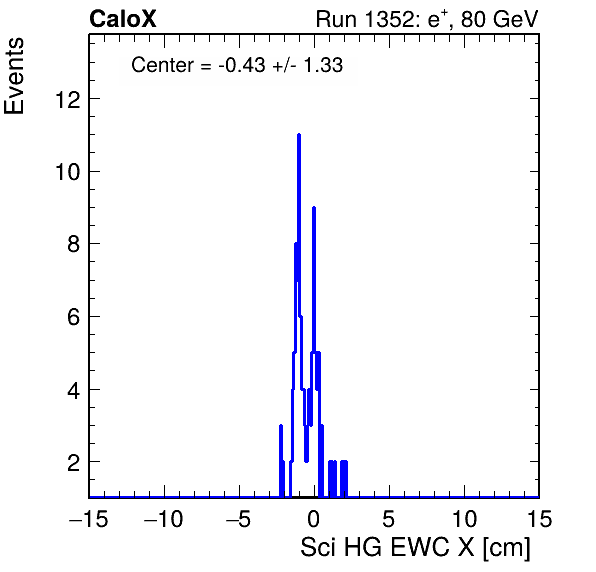 CaloX Run 1352: e⁺, 80 GeV
Center = -0.43 +/- 1.33
Events
12
10
8
6
4
2
−15 −10 −5 0 5 10 15
Sci HG EWC X [cm]